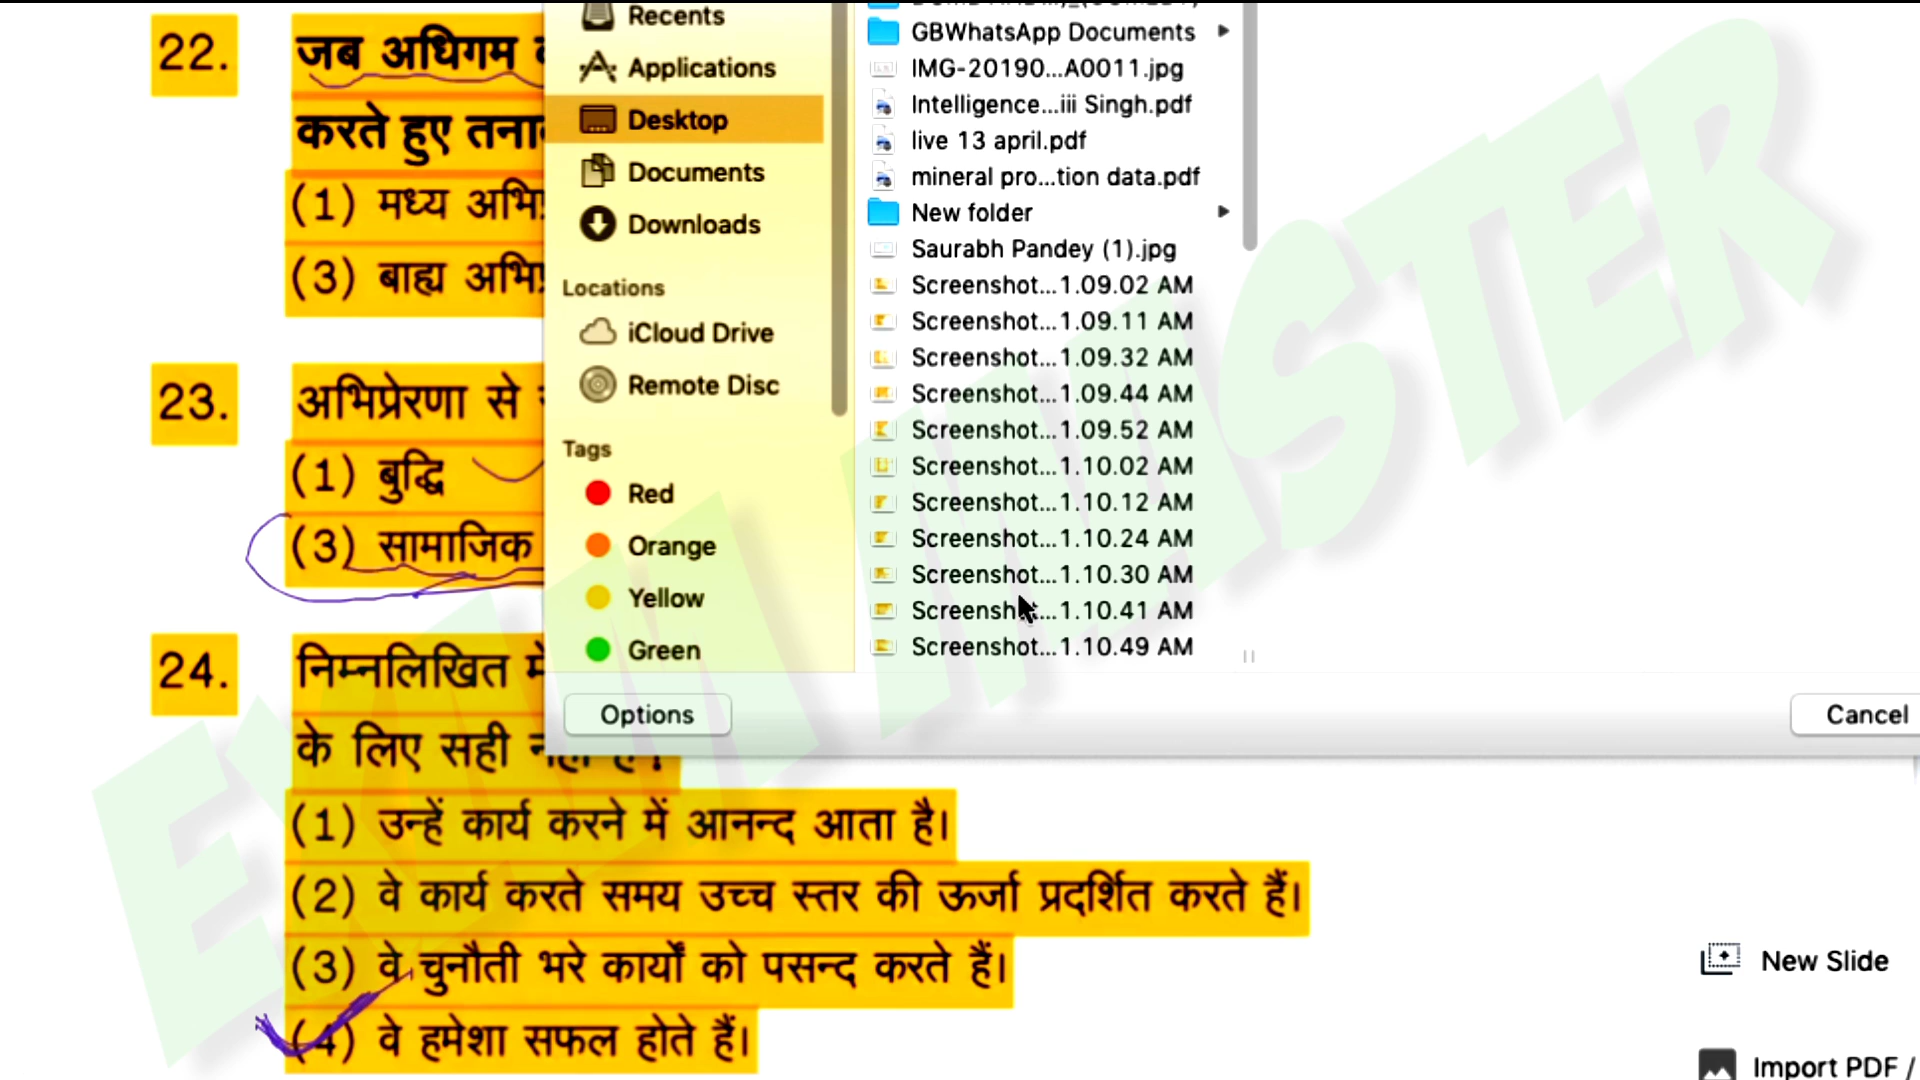 22.
जब अधिगम
करते हुए
(1) मध्य
(3) बाह्य
23.
अभिप्रेरणा से
(1) बुद्धि
(3) सामाजिक
24.
निम्नलिखित
के लिए सही
(1) उन्हें कार्य करने में आनन्द आता है।
(2) वे कार्य करते समय उच्च स्तर की ऊर्जा प्रदर्शित करते हैं।
(3) वे चुनौती भरे कार्यों को पसन्द करते हैं।
(4) वे हमेशा सफल होते हैं।
Recents
Applications
Desktop
Documents
Downloads
Locations
iCloud Drive
Remote Disc
Tags
Red
Orange
Yellow
Green
GBWhatsApp Documents
IMG-20190...A0011.jpg
Intelligence...iii Singh.pdf
live 13 april.pdf
mineral pro...tion data.pdf
New folder
Saurabh Pandey (1).jpg
Screenshot...1.09.02 AM
Screenshot...1.09.11 AM
Screenshot...1.09.32 AM
Screenshot...1.09.44 AM
Screenshot...1.09.52 AM
Screenshot...1.10.02 AM
Screenshot...1.10.12 AM
Screenshot...1.10.24 AM
Screenshot...1.10.30 AM
Screenshot...1.10.41 AM
Screenshot...1.10.49 AM
Options
Cancel
New Slide
Import PDF /